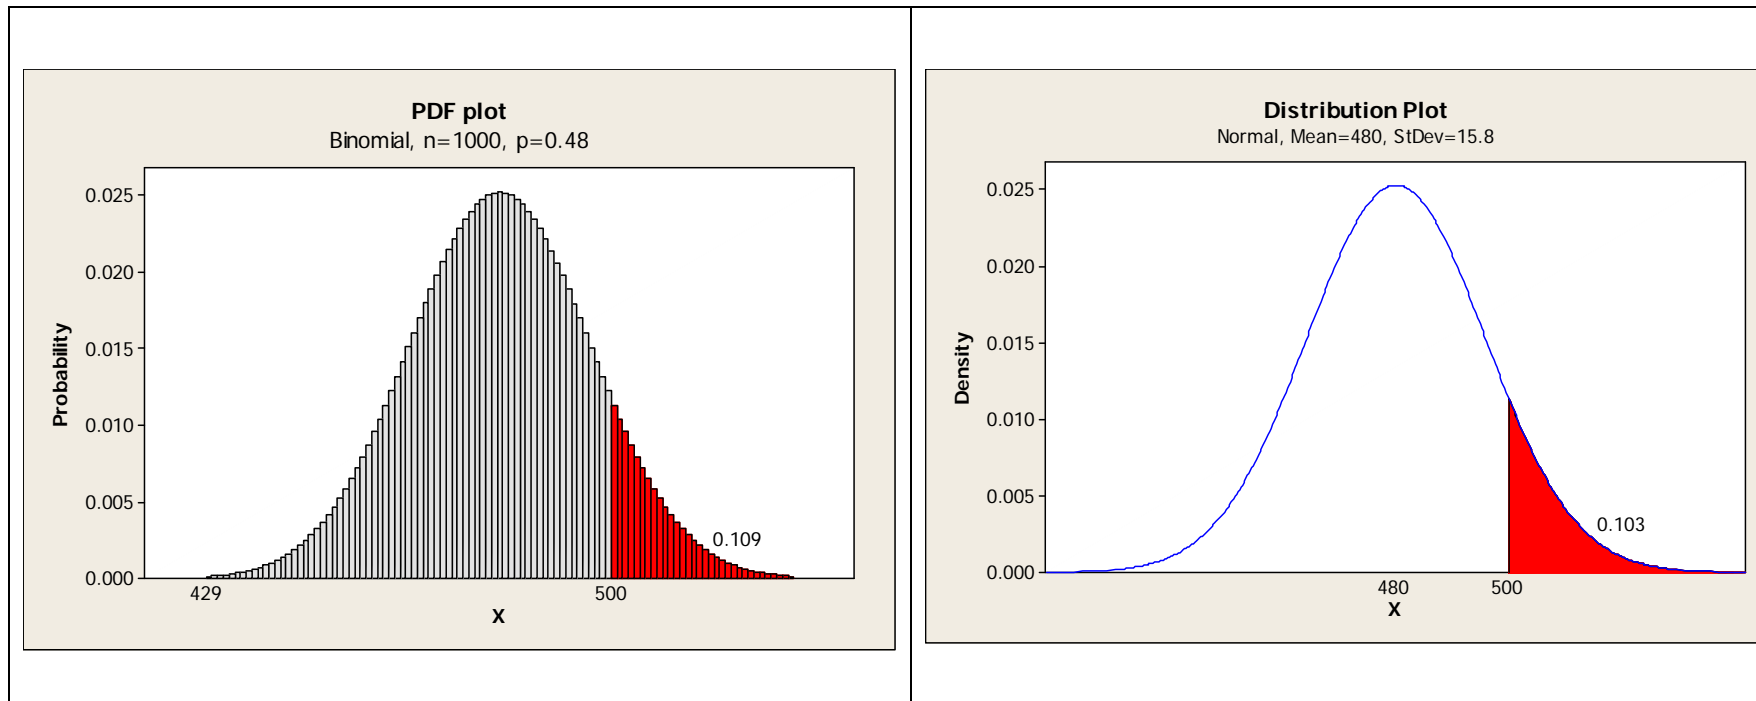 PDF plot
Binomial, n=1000, p=0.48
Probability
0.025
0.020
0.015
0.010
0.005
0.000
0.109
429
500
X
Distribution Plot
Normal, Mean=480, StDev=15.8
Density
0.025
0.020
0.015
0.010
0.005
0.000
0.103
480
500
X